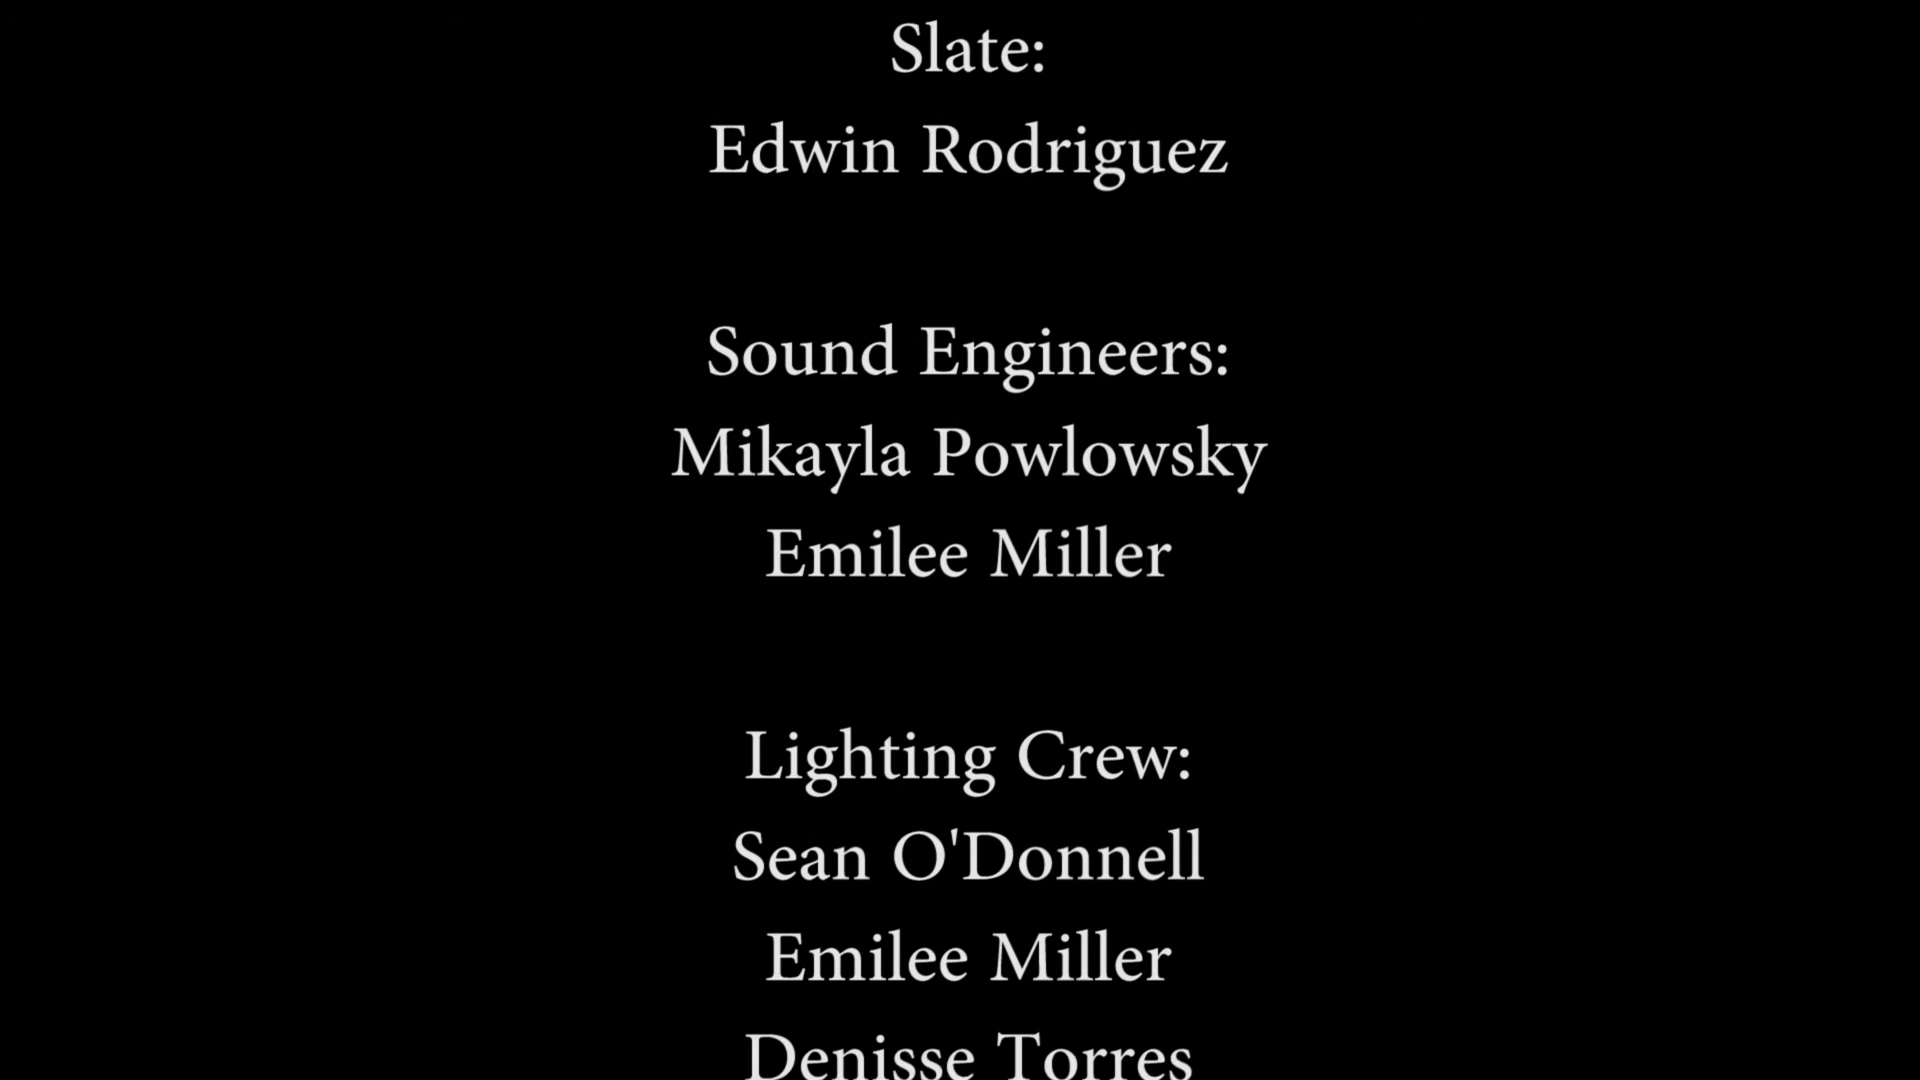 Slate:
Edwin Rodriguez
Sound Engineers:
Mikayla Powlowsky
Emilee Miller
Lighting Crew:
Sean O'Donnell
Emilee Miller
Denisse Torres